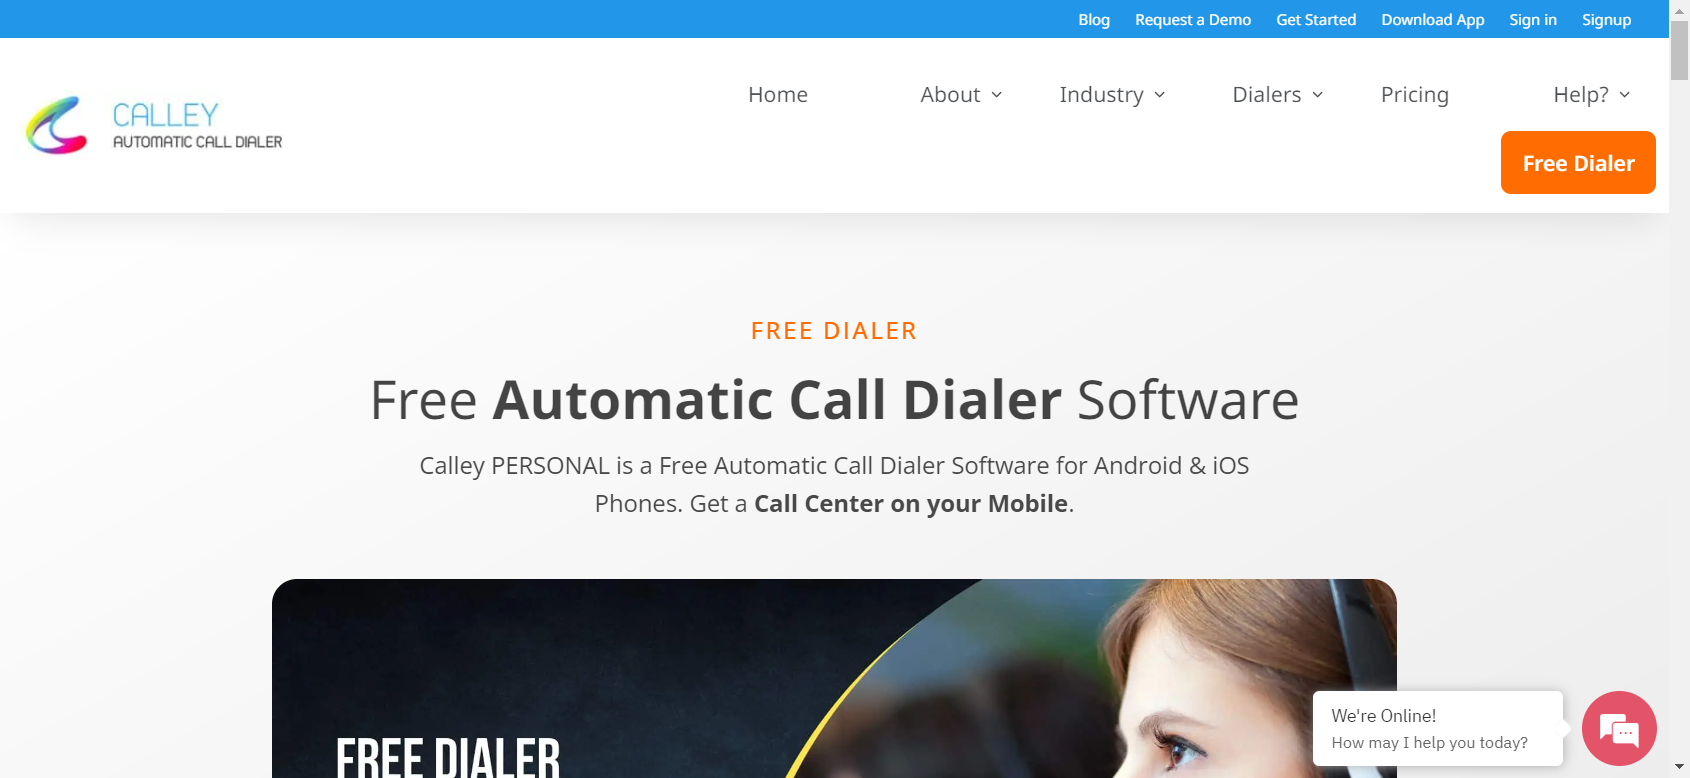 Blog Request a Demo Get Started Download App Sign in Signup
CALLEY
AUTOMATIC CALL DIALER
Home About Industry Dialers Pricing Help?
Free Dialer
FREE DIALER
Free Automatic Call Dialer Software
Calley PERSONAL is a Free Automatic Call Dialer Software for Android & iOS
Phones. Get a Call Center on your Mobile.
FREE DIALER
We're Online!
How may I help you today?